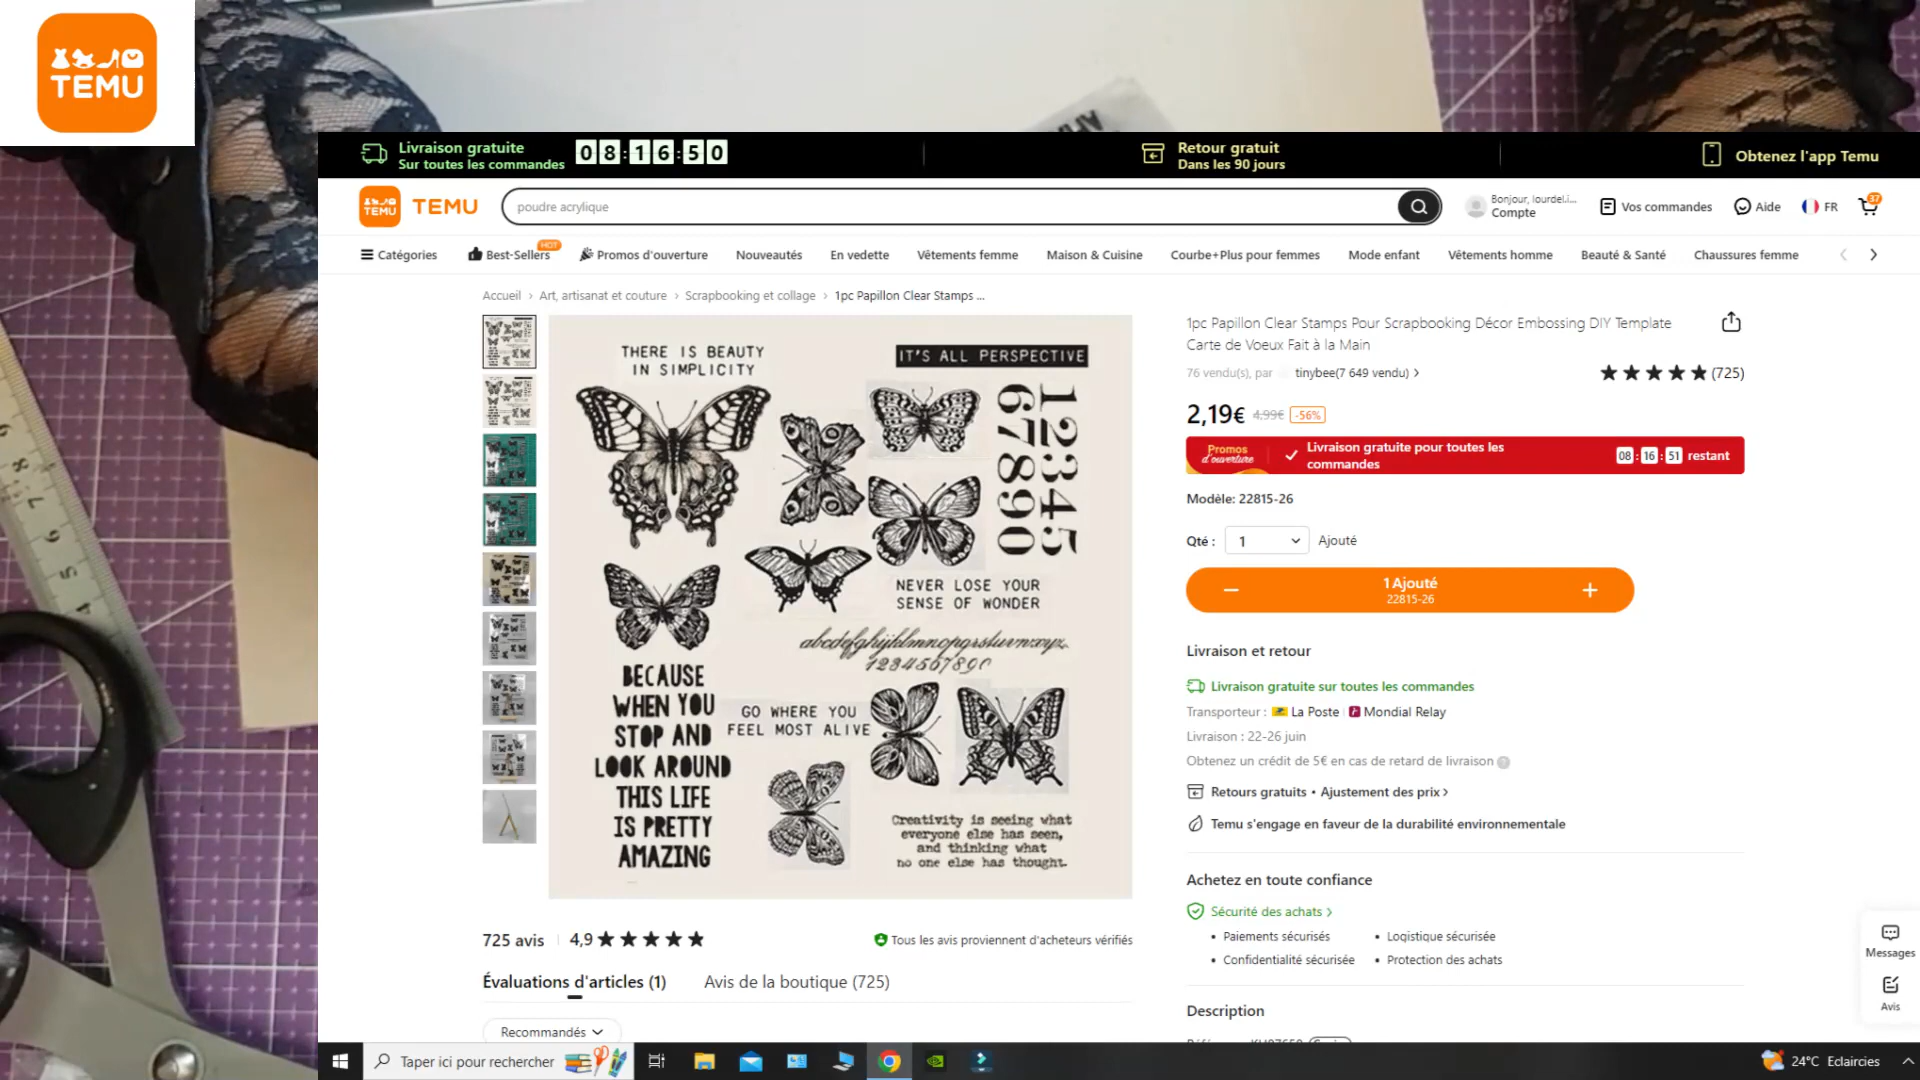 TEMU
Livraison gratuite
Sur toutes les commandes
08:16:50
Retour gratuit
Dans les 90 jours
Obtenez l'app Temu
TEMU
TEMU
poudre acrylique
Bonjour, lourdel.i...
Compte
Vos commandes
Aide
FR
37
Catégories
Best-Sellers
HOT
Promos d'ouverture
Nouveautés
En vedette
Vêtements femme
Maison & Cuisine
Courbe+Plus pour femmes
Mode enfant
Vêtements homme
Beauté & Santé
Chaussures femme
Accueil › Art, artisanat et couture › Scrapbooking et collage › 1pc Papillon Clear Stamps ...
THERE IS BEAUTY
IN SIMPLICITY
IT'S ALL PERSPECTIVE
12345
67890
NEVER LOSE YOUR
SENSE OF WONDER
abcdefghijklmnopqrstuvwxyz
1234567890
BECAUSE
WHEN YOU
STOP AND
LOOK AROUND
THIS LIFE
IS PRETTY
AMAZING
GO WHERE YOU
FEEL MOST ALIVE
Creativity is seeing what
everyone else has seen,
and thinking what
no one else has thought.
1pc Papillon Clear Stamps Pour Scrapbooking Décor Embossing DIY Template
Carte de Voeux Fait à la Main
76 vendu(s), par tinybee(7 649 vendu) ›
(725)
2,19€ 4,99€ -56%
Promos
d'ouverture
Livraison gratuite pour toutes les
commandes
08:16:51 restant
Modèle: 22815-26
Qté : 1 Ajouté
− 1 Ajouté +
22815-26
Livraison et retour
Livraison gratuite sur toutes les commandes
Transporteur : La Poste Mondial Relay
Livraison : 22-26 juin
Obtenez un crédit de 5€ en cas de retard de livraison ?
Retours gratuits • Ajustement des prix ›
Temu s'engage en faveur de la durabilité environnementale
Achetez en toute confiance
Sécurité des achats ›
• Paiements sécurisés
• Logistique sécurisée
• Confidentialité sécurisée
• Protection des achats
Description
725 avis
4,9
Tous les avis proviennent d'acheteurs vérifiés
Évaluations d'articles (1)
Avis de la boutique (725)
Recommandés
Messages
Avis
Taper ici pour rechercher
24°C Eclaircies